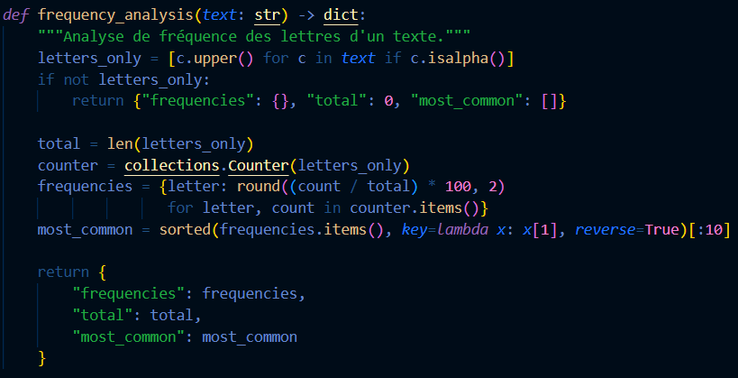 def frequency_analysis(text: str) -> dict:
    """Analyse de fréquence des lettres d'un texte."""
    letters_only = [c.upper() for c in text if c.isalpha()]
    if not letters_only:
        return {"frequencies": {}, "total": 0, "most_common": []}

    total = len(letters_only)
    counter = collections.Counter(letters_only)
    frequencies = {letter: round((count / total) * 100, 2)
                   for letter, count in counter.items()}
    most_common = sorted(frequencies.items(), key=lambda x: x[1], reverse=True)[:10]

    return {
        "frequencies": frequencies,
        "total": total,
        "most_common": most_common
    }